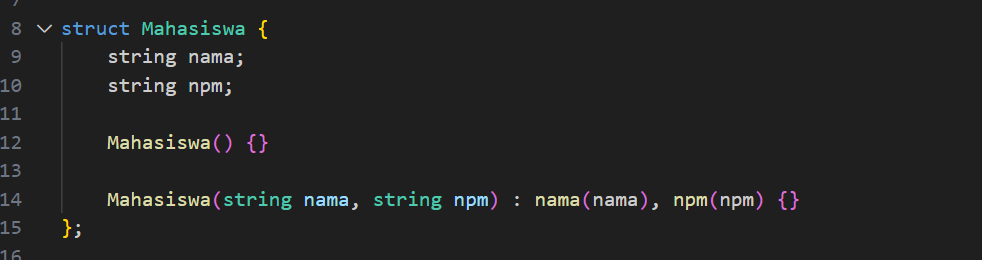 7
8 struct Mahasiswa {
9 string nama;
10 string npm;
11
12 Mahasiswa() {}
13
14 Mahasiswa(string nama, string npm) : nama(nama), npm(npm) {}
15 };
16